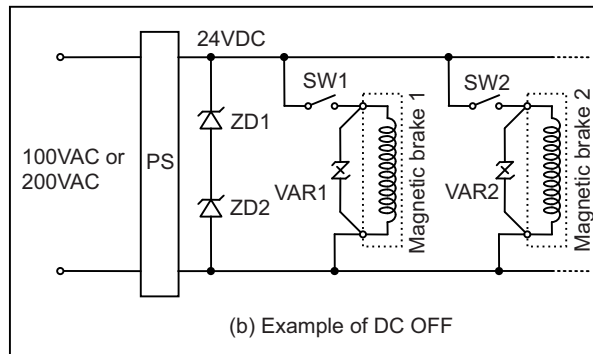 24VDC
SW1
SW2
ZD1
100VAC or
200VAC
PS
VAR1
Magnetic brake 1
VAR2
Magnetic brake 2
ZD2
(b) Example of DC OFF